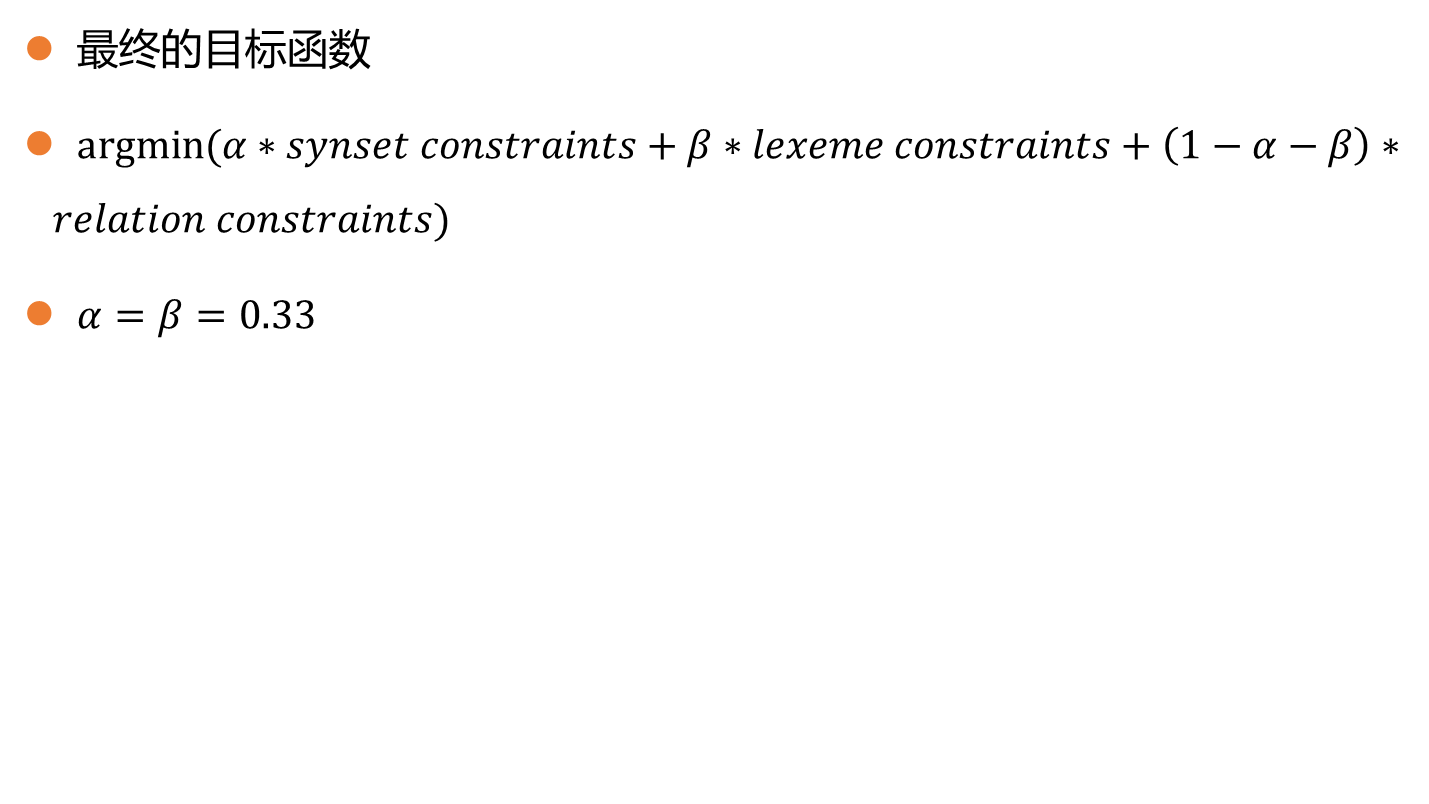 最终的目标函数
argmin(𝛼 ∗ 𝑠𝑦𝑛𝑠𝑒𝑡 𝑐𝑜𝑛𝑠𝑡𝑟𝑎𝑖𝑛𝑡𝑠 + 𝛽 ∗ 𝑙𝑒𝑥𝑒𝑚𝑒 𝑐𝑜𝑛𝑠𝑡𝑟𝑎𝑖𝑛𝑡𝑠 + (1 − 𝛼 − 𝛽) ∗
𝑟𝑒𝑙𝑎𝑡𝑖𝑜𝑛 𝑐𝑜𝑛𝑠𝑡𝑟𝑎𝑖𝑛𝑡𝑠)
𝛼 = 𝛽 = 0.33